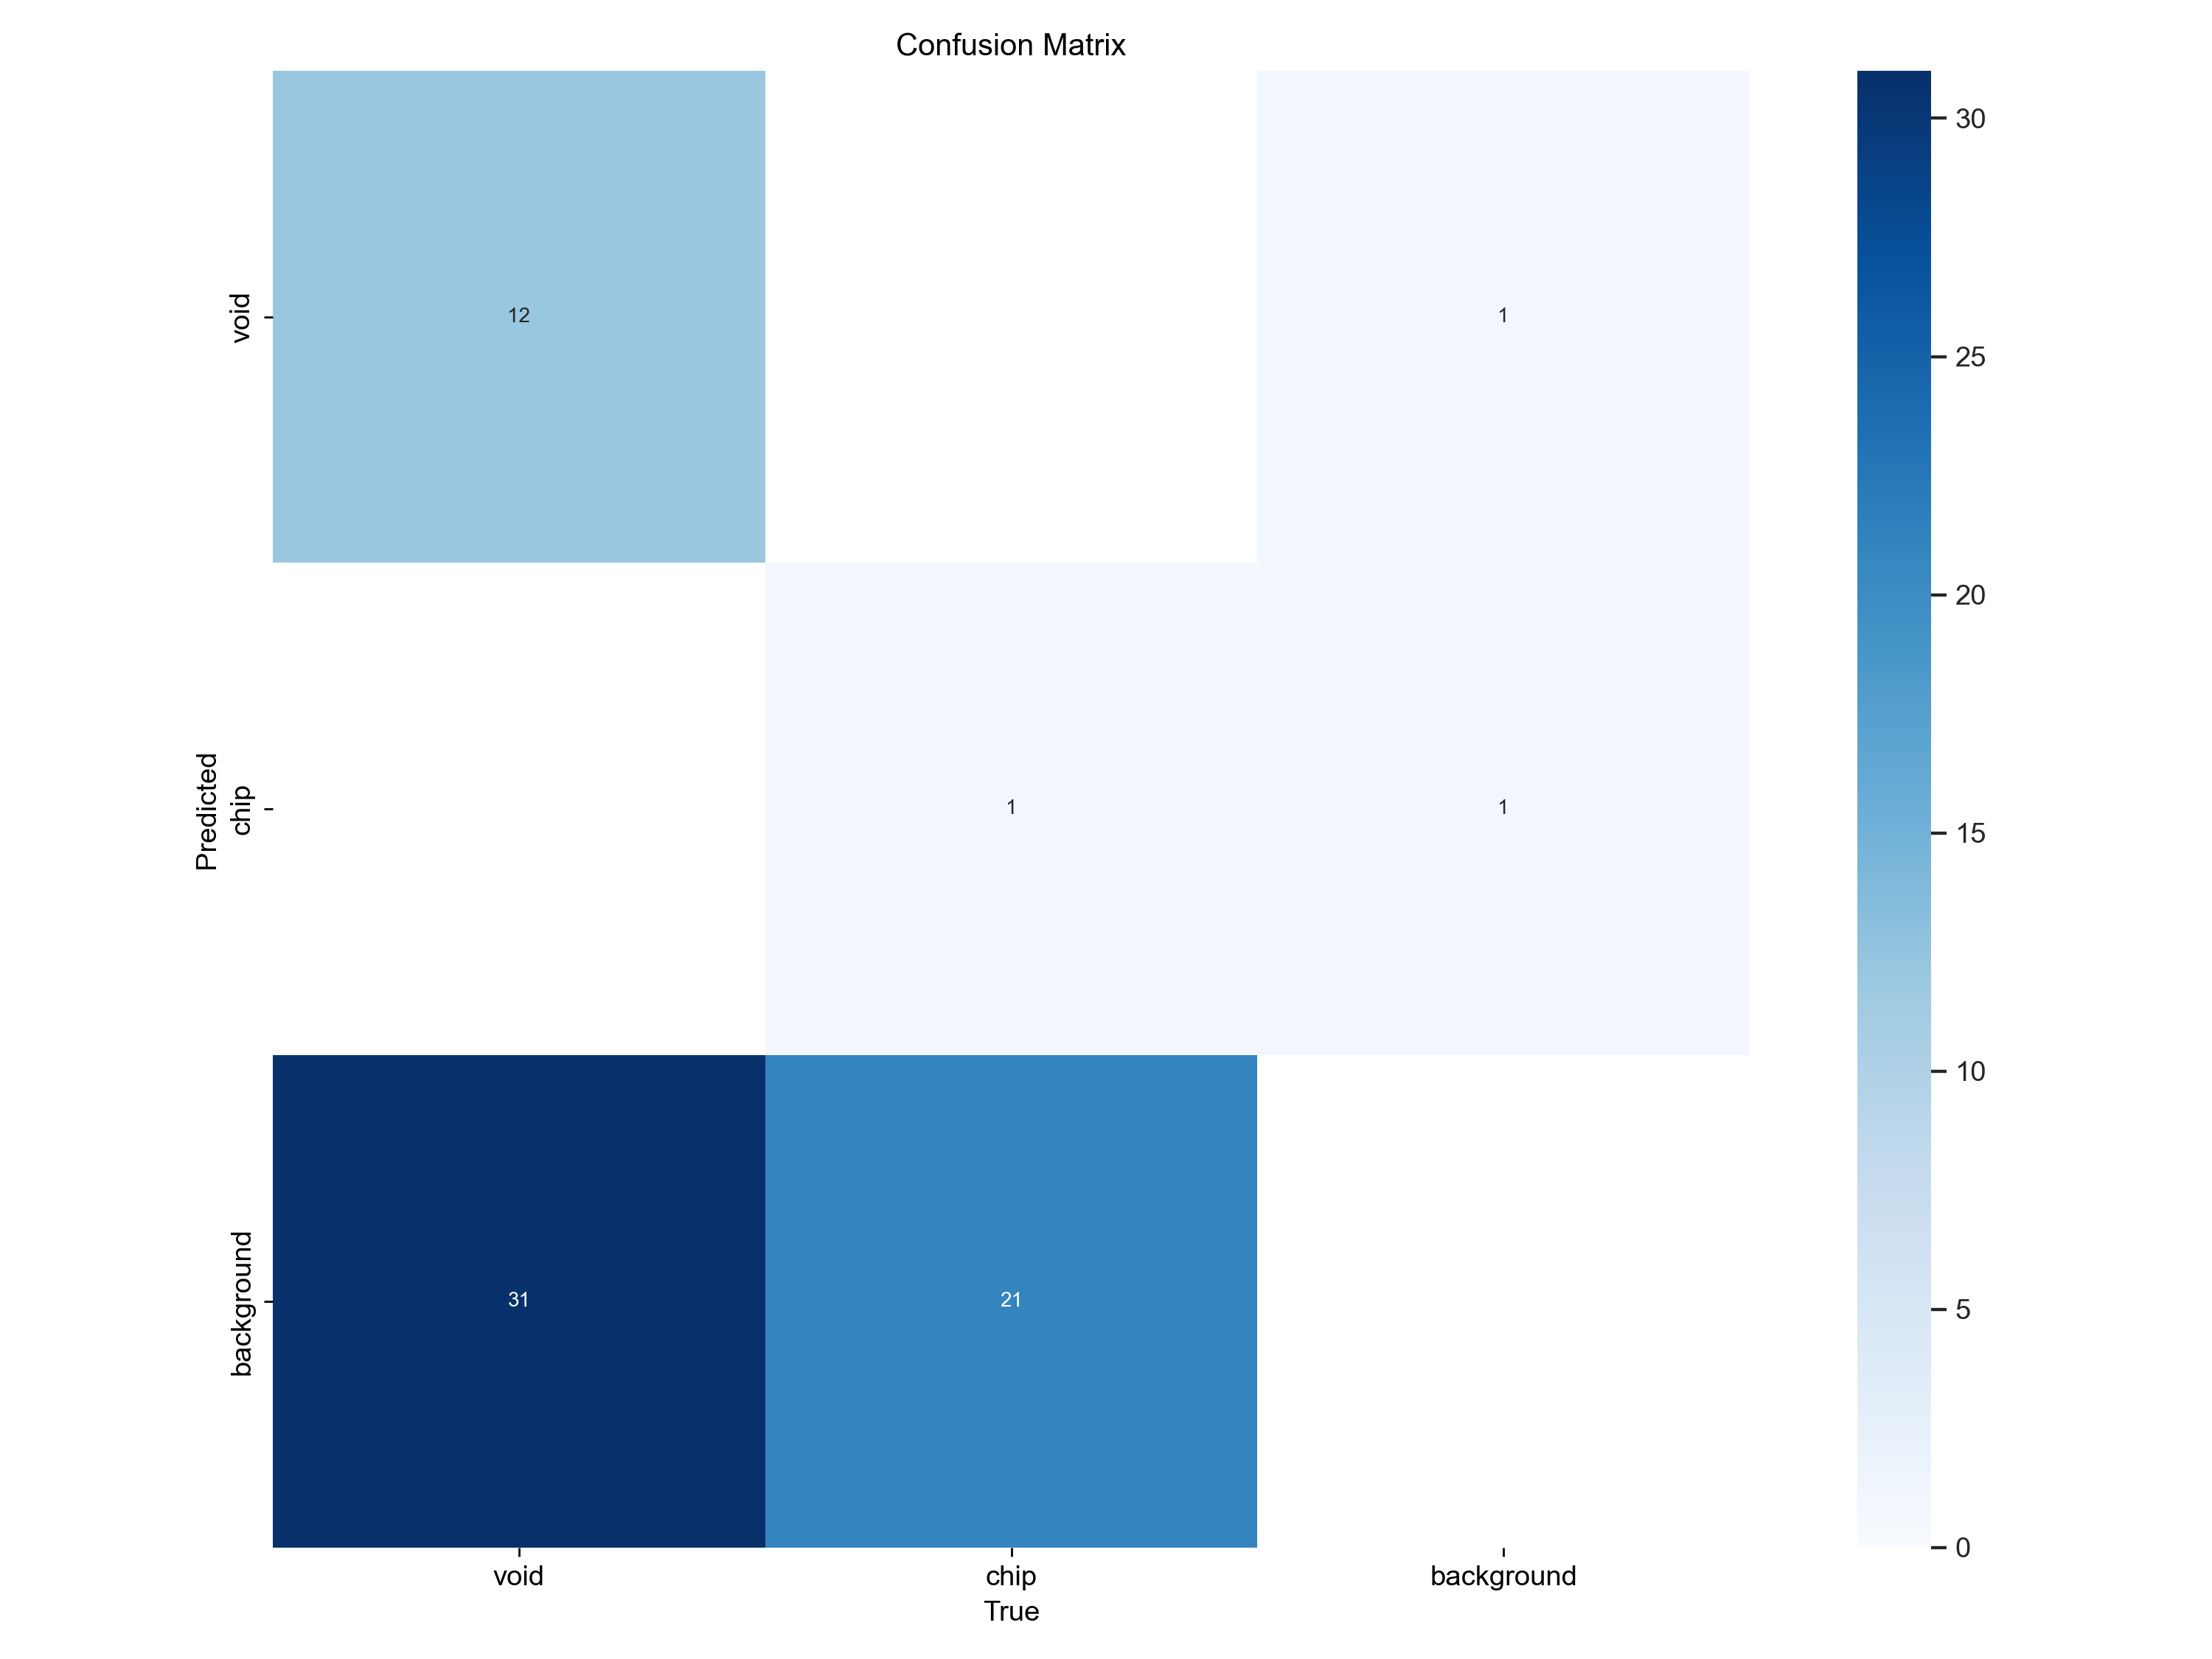 Confusion Matrix
void
12
1
30
25
20
Predicted
chip
1
1
15
10
background
31
21
5
0
void
chip
background
True